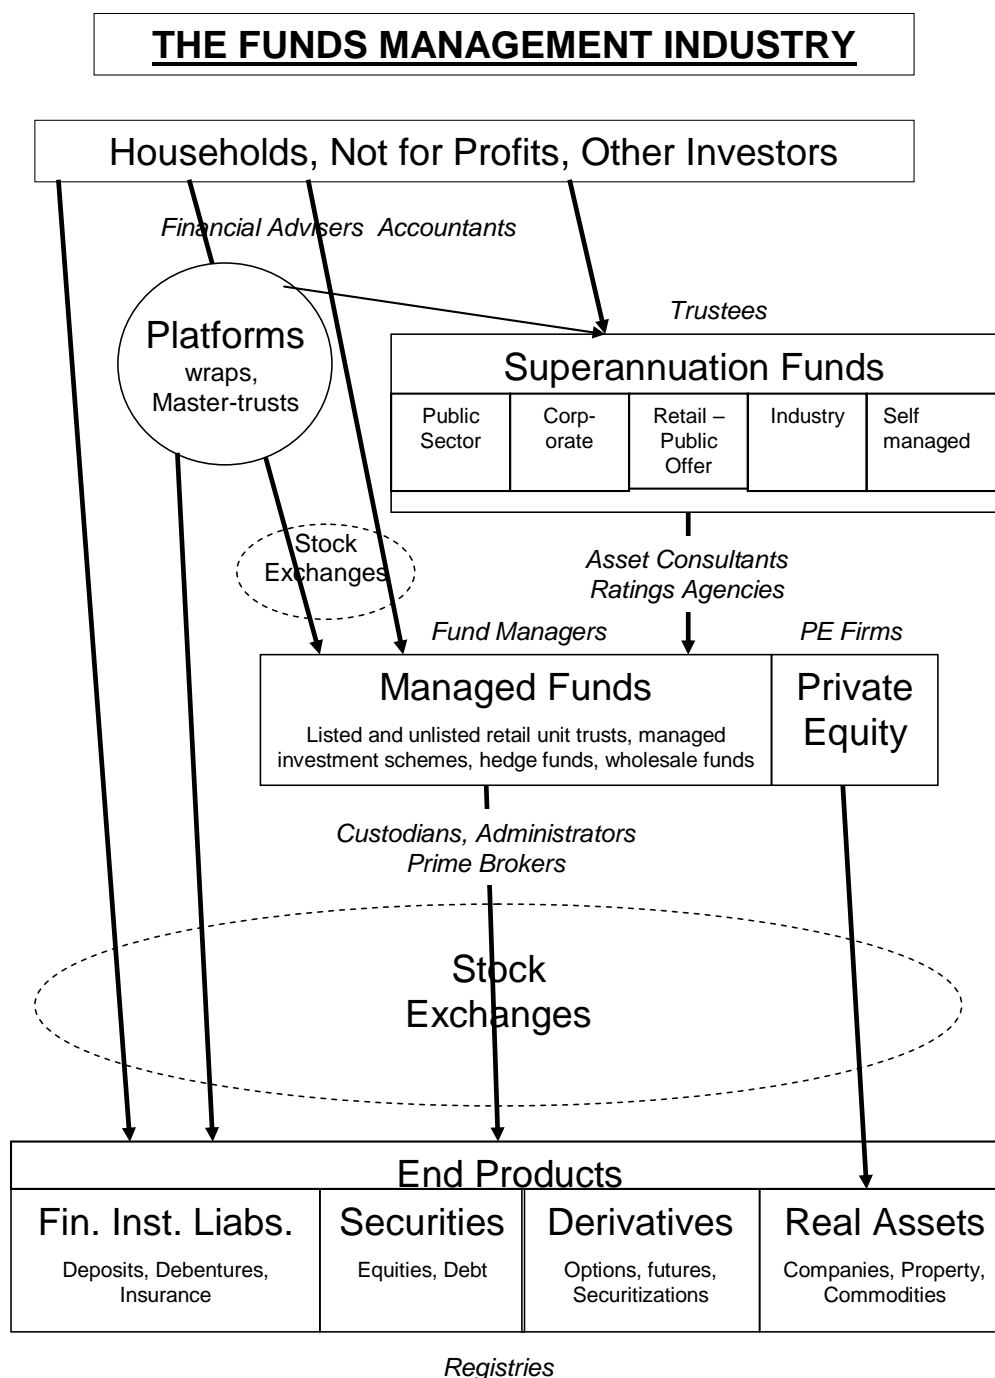 THE FUNDS MANAGEMENT INDUSTRY
Households, Not for Profits, Other Investors
Financial Advisers  Accountants
Platforms
wraps,
Master-trusts
Trustees
Superannuation Funds
Public
Sector
Corp-
orate
Retail –
Public
Offer
Industry
Self
managed
Stock
Exchanges
Asset Consultants
Ratings Agencies
Fund Managers
PE Firms
Managed Funds
Listed and unlisted retail unit trusts, managed
investment schemes, hedge funds, wholesale funds
Private
Equity
Custodians, Administrators
Prime Brokers
Stock
Exchanges
End Products
Fin. Inst. Liabs.
Deposits, Debentures,
Insurance
Securities
Equities, Debt
Derivatives
Options, futures,
Securitizations
Real Assets
Companies, Property,
Commodities
Registries